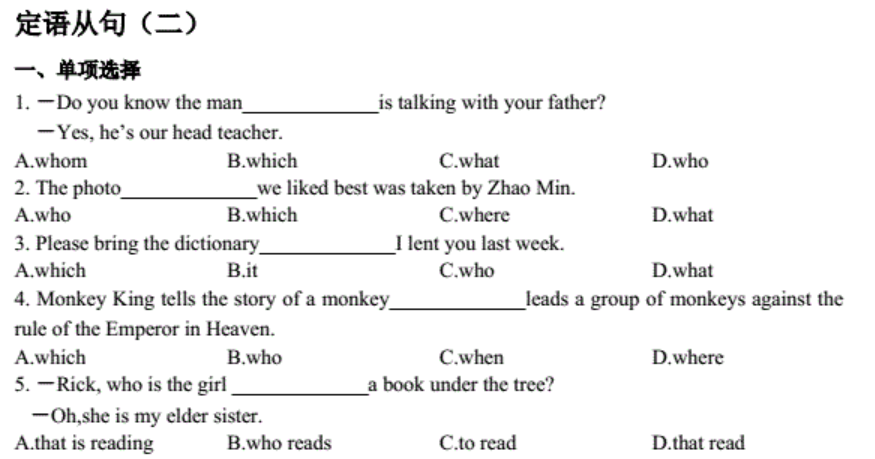 定语从句（二）
一、单项选择
1. －Do you know the man____________is talking with your father?
－Yes, he's our head teacher.
A.whom B.which C.what D.who
2. The photo____________we liked best was taken by Zhao Min.
A.who B.which C.where D.what
3. Please bring the dictionary____________I lent you last week.
A.which B.it C.who D.what
4. Monkey King tells the story of a monkey____________leads a group of monkeys against the
rule of the Emperor in Heaven.
A.which B.who C.when D.where
5. －Rick, who is the girl ____________a book under the tree?
－Oh,she is my elder sister.
A.that is reading B.who reads C.to read D.that read